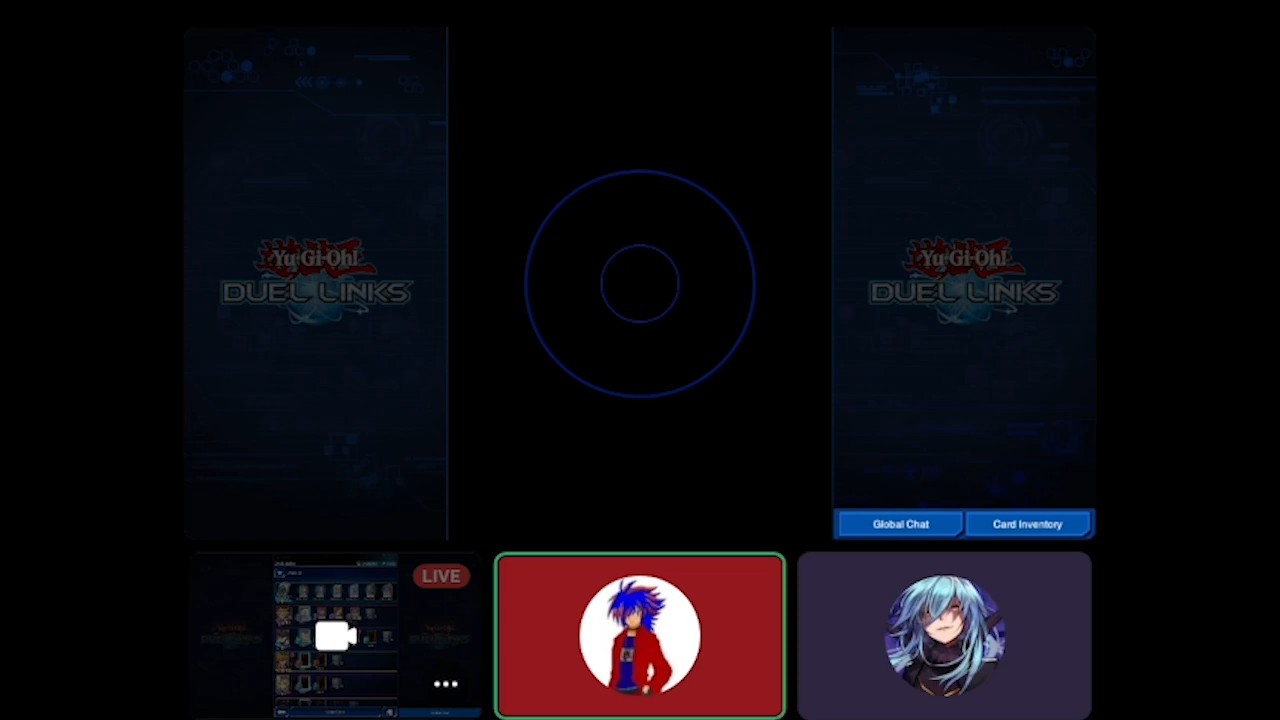 Yu-Gi-Oh!
DUEL LINKS
Yu-Gi-Oh!
DUEL LINKS
Global Chat
Card Inventory
LIVE